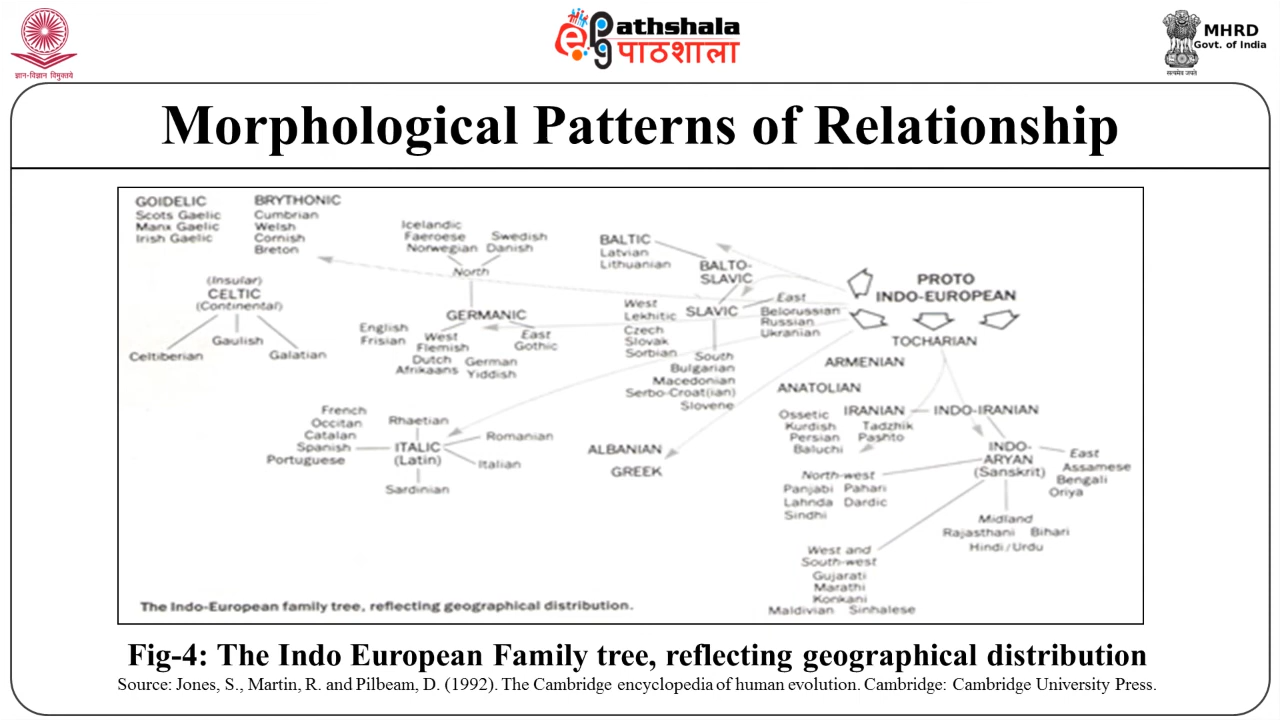 ज्ञान-विज्ञान विमुक्तये
ePathshala
पाठशाला
MHRD
Govt. of India
सत्यमेव जयते
Morphological Patterns of Relationship
GOIDELIC
Scots Gaelic
Manx Gaelic
Irish Gaelic
BRYTHONIC
Cumbrian
Welsh
Cornish
Breton
(Insular)
CELTIC
(Continental)
Celtiberian
Gaulish
Galatian
Icelandic
Faeroese
Norwegian
Swedish
Danish
North
GERMANIC
English
Frisian
West
Flemish
Dutch
Afrikaans
German
Yiddish
East
Gothic
BALTIC
Latvian
Lithuanian
BALTO-
SLAVIC
SLAVIC
West
Lekhitic
Czech
Slovak
Sorbian
East
Belorussian
Russian
Ukranian
South
Bulgarian
Macedonian
Serbo-Croat(ian)
Slovene
PROTO
INDO-EUROPEAN
TOCHARIAN
ARMENIAN
ANATOLIAN
French
Occitan
Catalan
Spanish
Portuguese
Rhaetian
ITALIC
(Latin)
Romanian
Italian
Sardinian
ALBANIAN
GREEK
IRANIAN
INDO-IRANIAN
Ossetic
Kurdish
Persian
Baluchi
Tadzhik
Pashto
INDO-
ARYAN
(Sanskrit)
East
Assamese
Bengali
Oriya
North-west
Panjabi Pahari
Lahnda Dardic
Sindhi
Midland
Rajasthani Bihari
Hindi/Urdu
West and
South-west
Gujarati
Marathi
Konkani
Maldivian Sinhalese
The Indo-European family tree, reflecting geographical distribution.
Fig-4: The Indo European Family tree, reflecting geographical distribution
Source: Jones, S., Martin, R. and Pilbeam, D. (1992). The Cambridge encyclopedia of human evolution. Cambridge: Cambridge University Press.